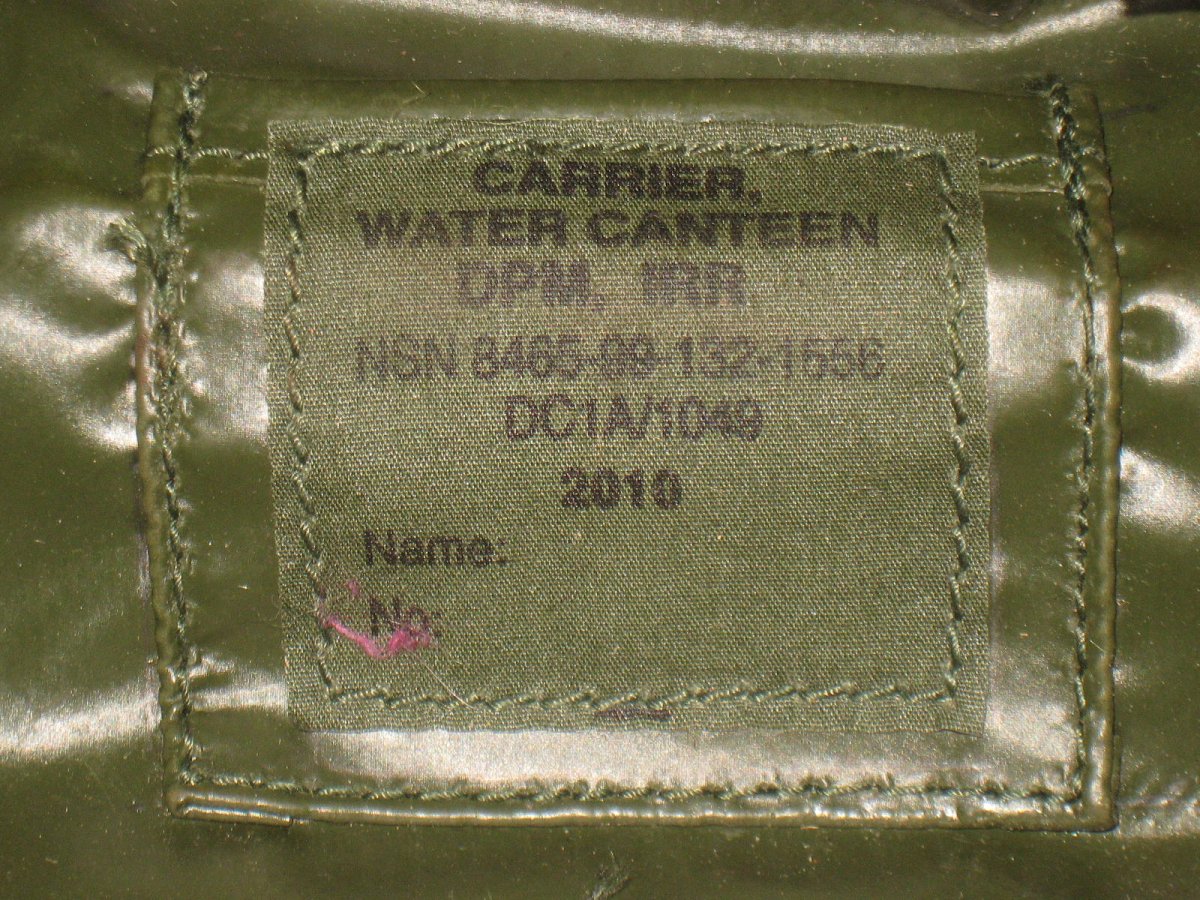 CARRIER,
WATER CANTEEN
DPM, IRR
NSN 8465-99-132-1556
DC1A/1049
2010
Name:
No: